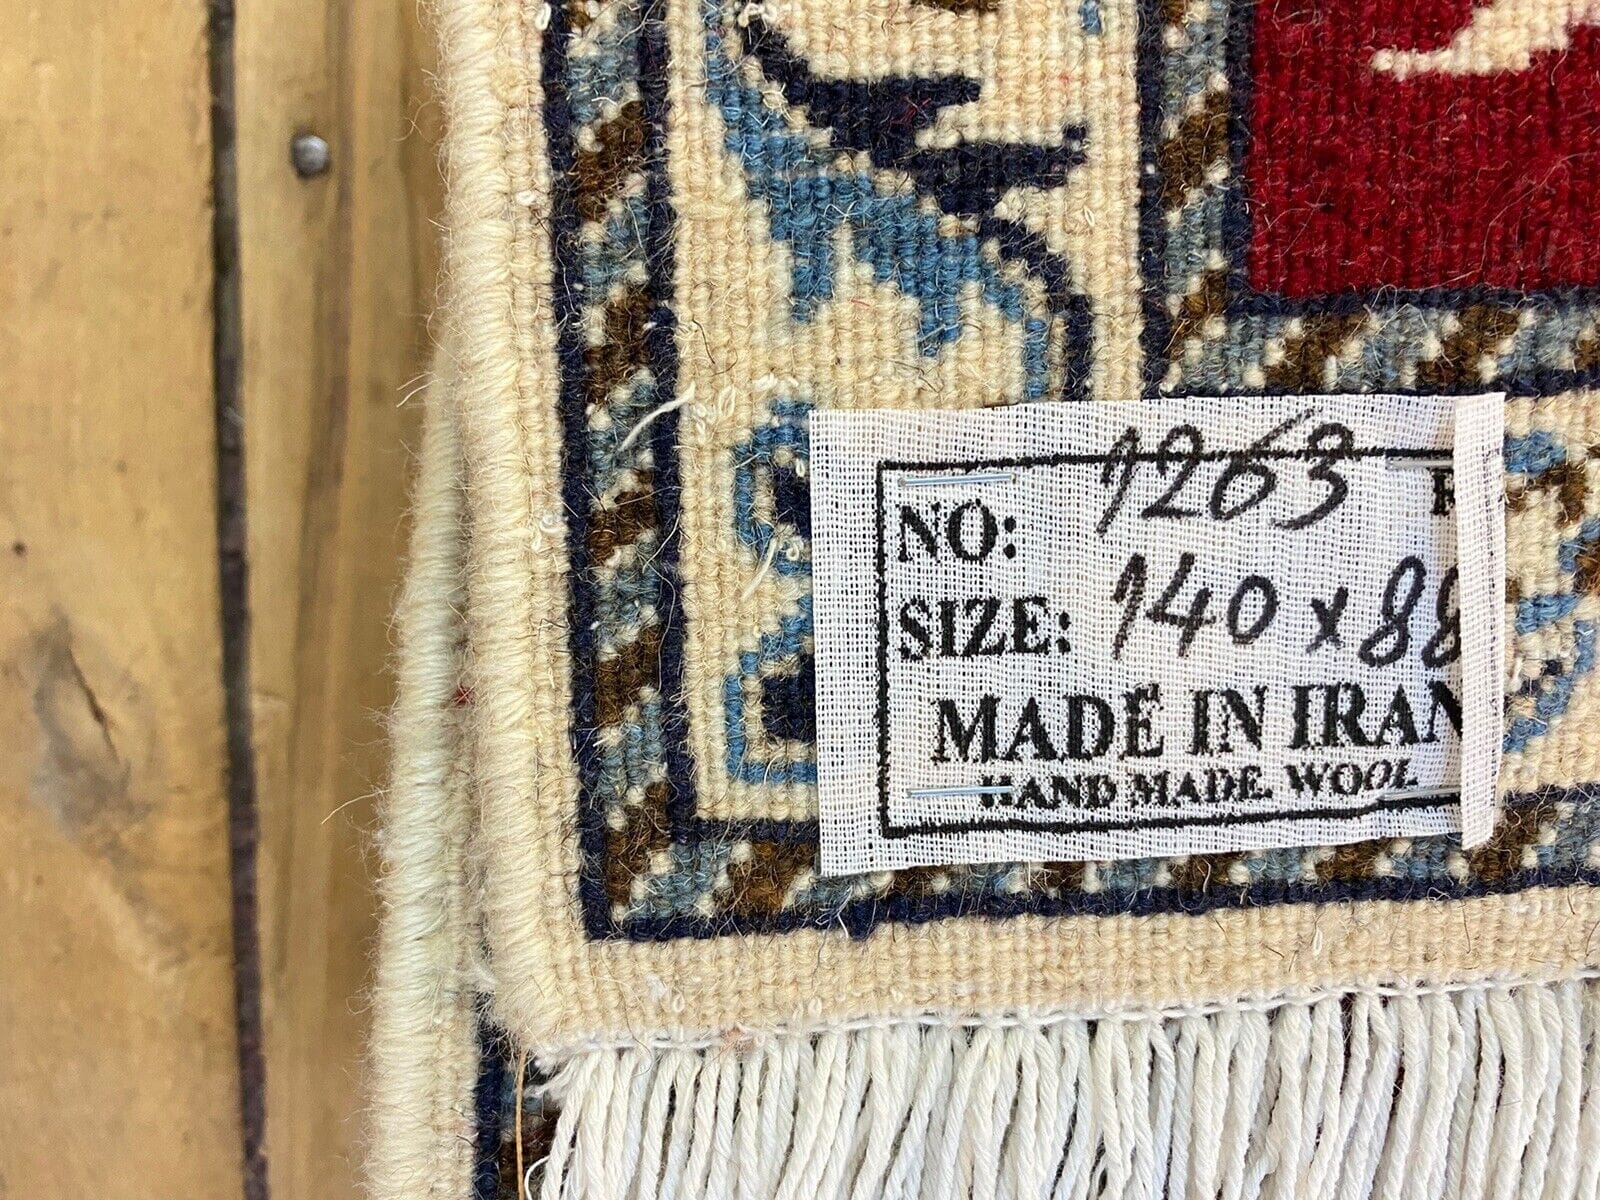 NO: 1263
SIZE: 140 x 88
MADE IN IRAN
HAND MADE. WOOL